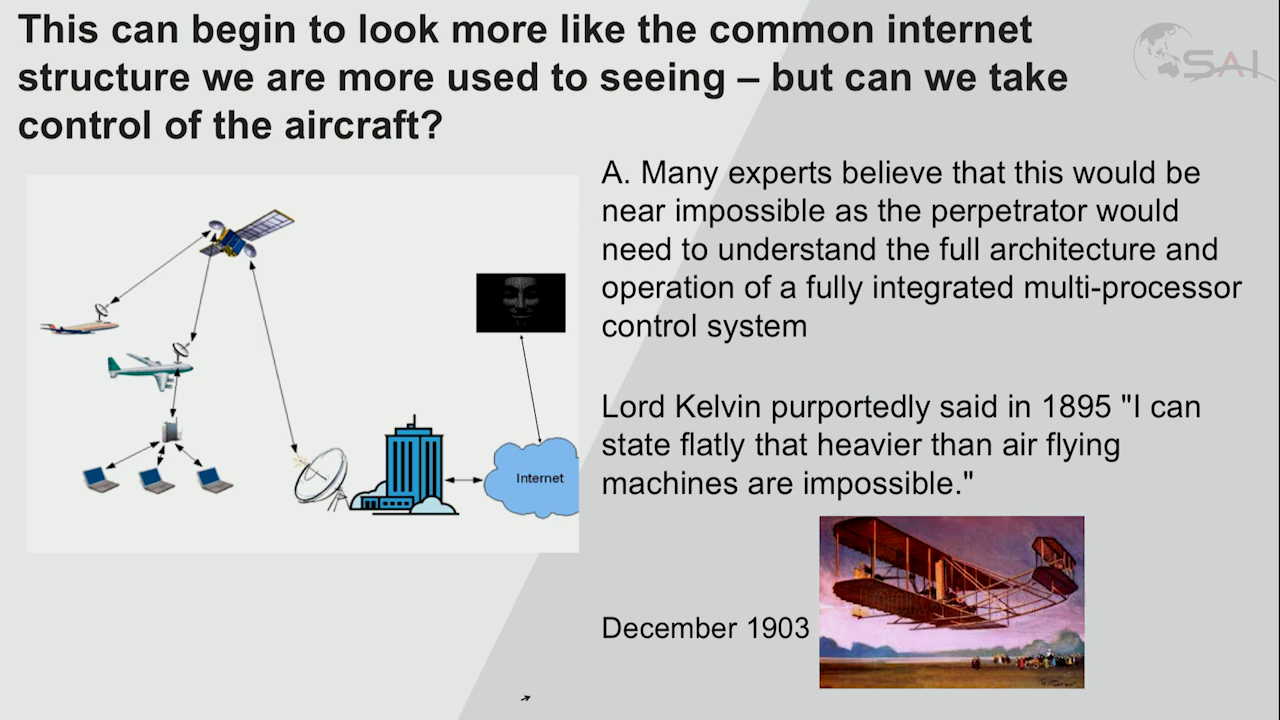 This can begin to look more like the common internet
structure we are more used to seeing – but can we take
control of the aircraft?
SAI
A. Many experts believe that this would be
near impossible as the perpetrator would
need to understand the full architecture and
operation of a fully integrated multi-processor
control system
Lord Kelvin purportedly said in 1895 "I can
state flatly that heavier than air flying
machines are impossible."
Internet
December 1903